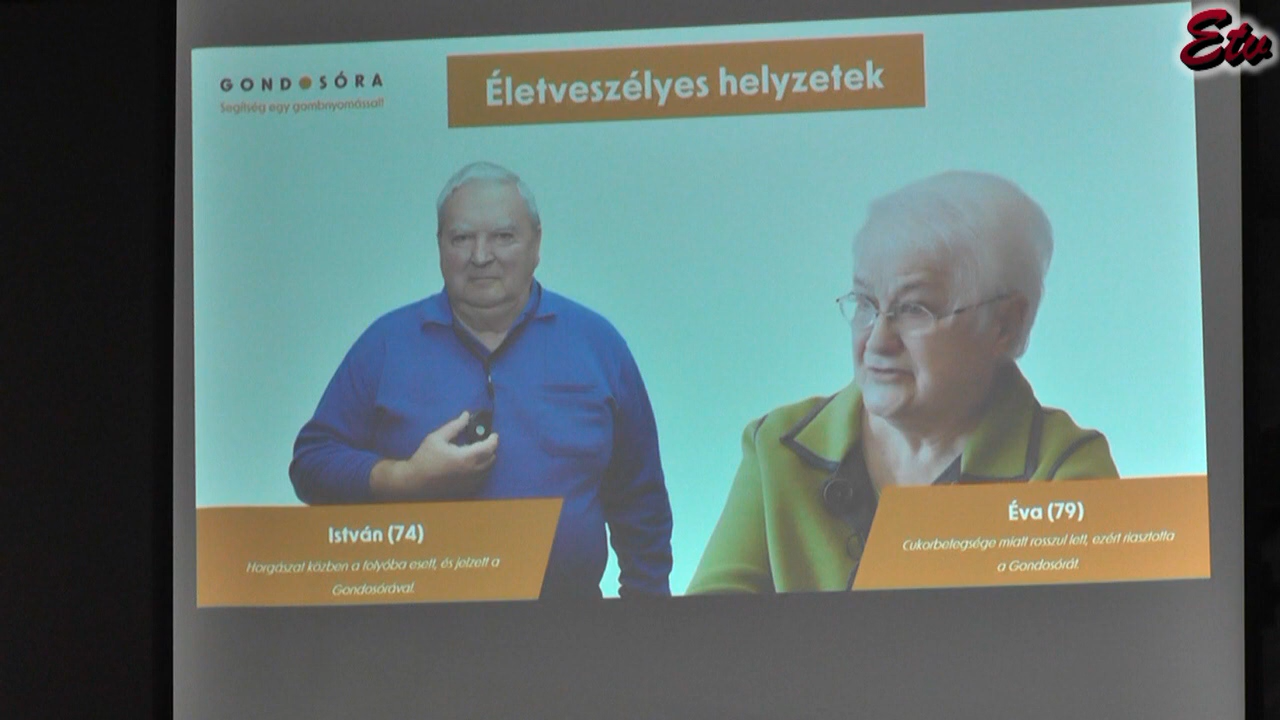 Etv
GONDOSÓRA
Segítség egy gombnyomással!
Életveszélyes helyzetek
István (74)
Horgászat közben a folyóba esett, és jelzett a
Gondosórával.
Éva (79)
Cukorbetegsége miatt rosszul lett, ezért riasztotta
a Gondosórát.